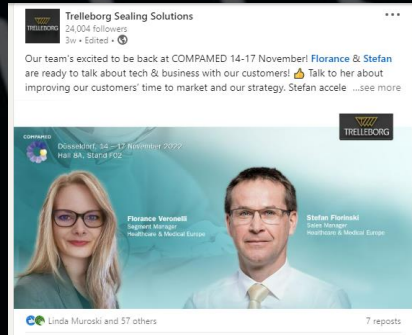 TRELLEBORG
Trelleborg Sealing Solutions
24,004 followers
3w • Edited •
Our team's excited to be back at COMPAMED 14-17 November! Florance & Stefan
are ready to talk about tech & business with our customers! 👍 Talk to her about
improving our customers' time to market and our strategy. Stefan accele ...see more
TRELLEBORG
COMPAMED
Düsseldorf, 14 – 17 November 2022
Hall 8A, Stand F02
Florance Veronelli
Segment Manager
Healthcare & Medical Europe
Stefan Florinski
Sales Manager
Healthcare & Medical Europe
Linda Muroski and 57 others
7 reposts